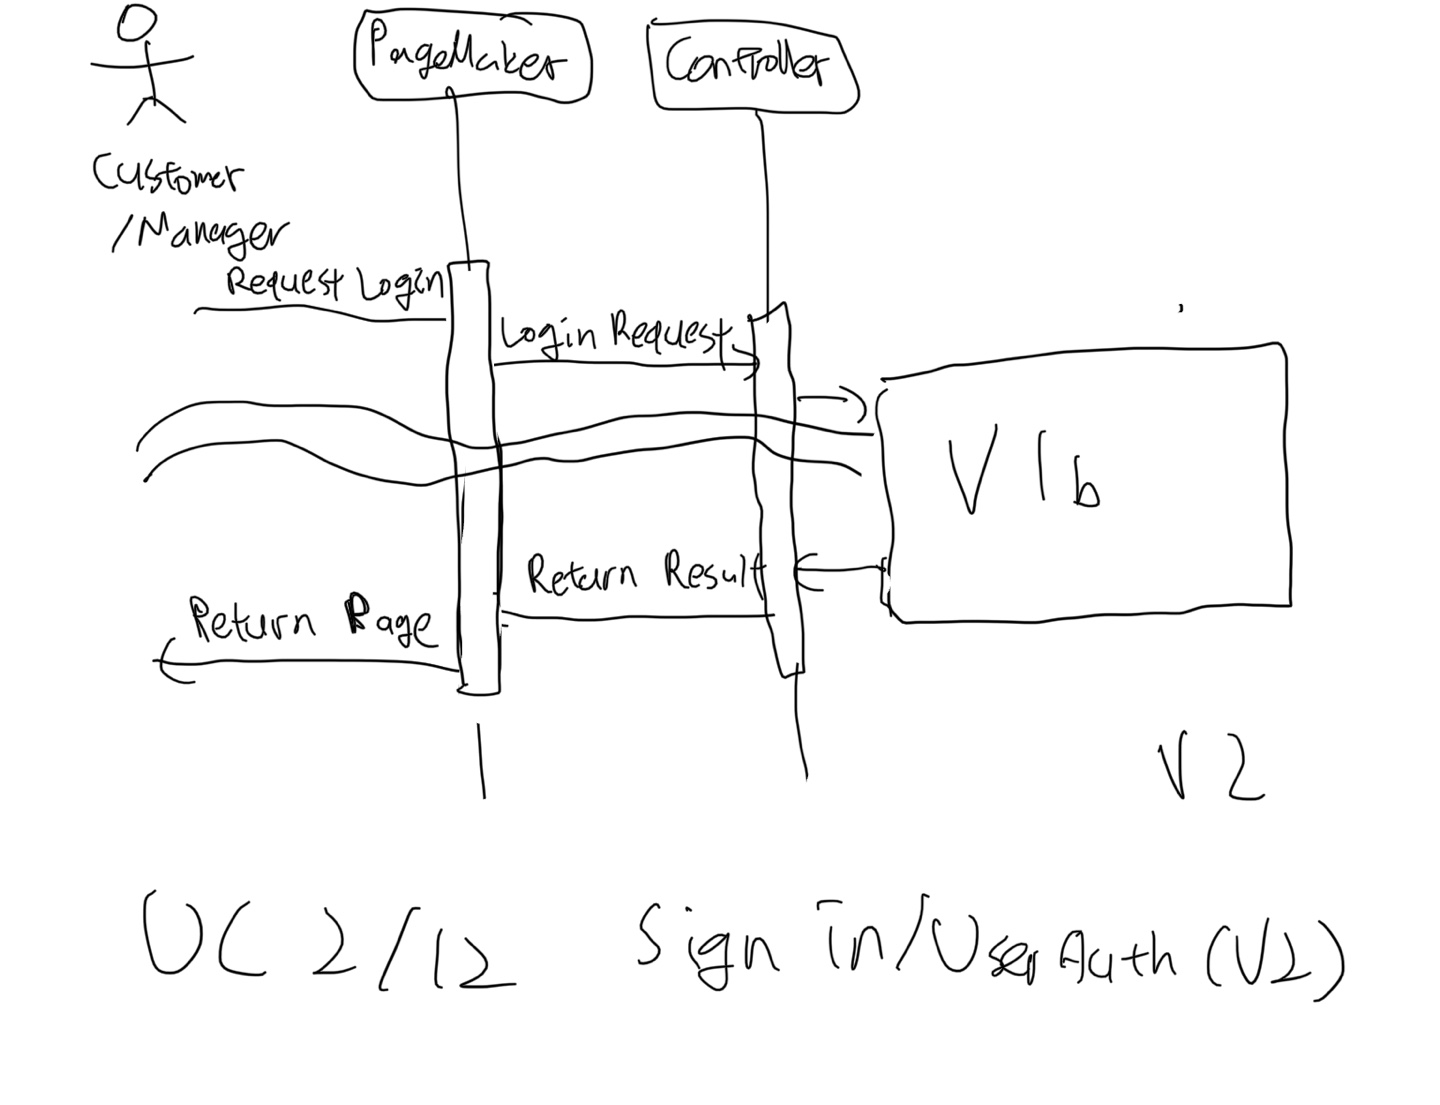 PageMaker
Controller
Customer
/Manager
Request Login
Login Request
V1b
Return Result
Return Page
V2
UC 2/12 Sign in/User Auth (V2)